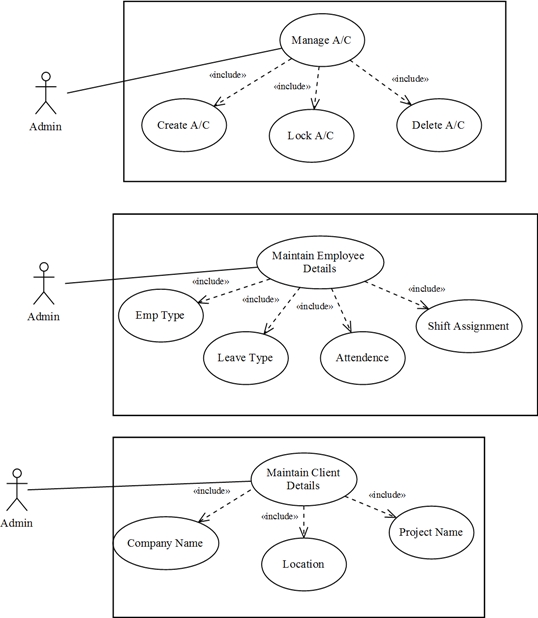 Manage A/C
«include»
«include»
«include»
Admin
Create A/C
Lock A/C
Delete A/C
Maintain Employee
Details
«include»
«include»
«include»
«include»
Admin
Emp Type
Leave Type
Attendence
Shift Assignment
Maintain Client
Details
«include»
«include»
«include»
Admin
Company Name
Location
Project Name